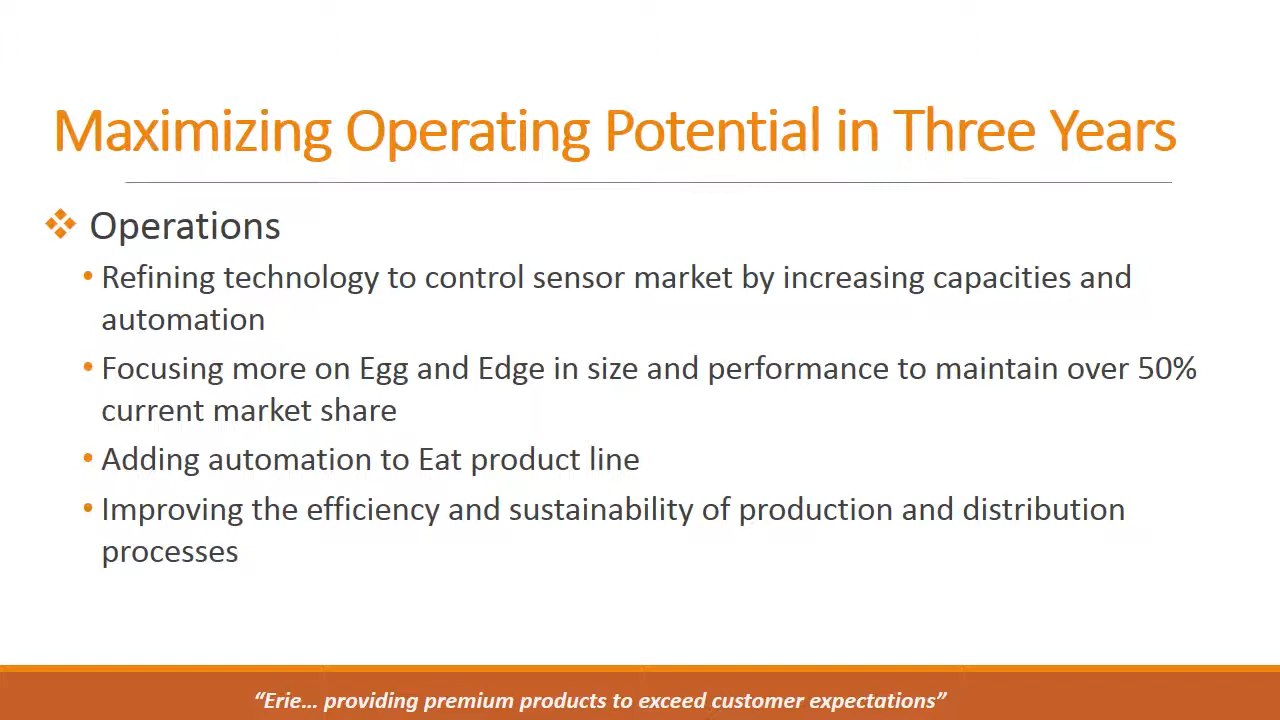 Maximizing Operating Potential in Three Years
Operations
• Refining technology to control sensor market by increasing capacities and
automation
• Focusing more on Egg and Edge in size and performance to maintain over 50%
current market share
• Adding automation to Eat product line
• Improving the efficiency and sustainability of production and distribution
processes
“Erie… providing premium products to exceed customer expectations”